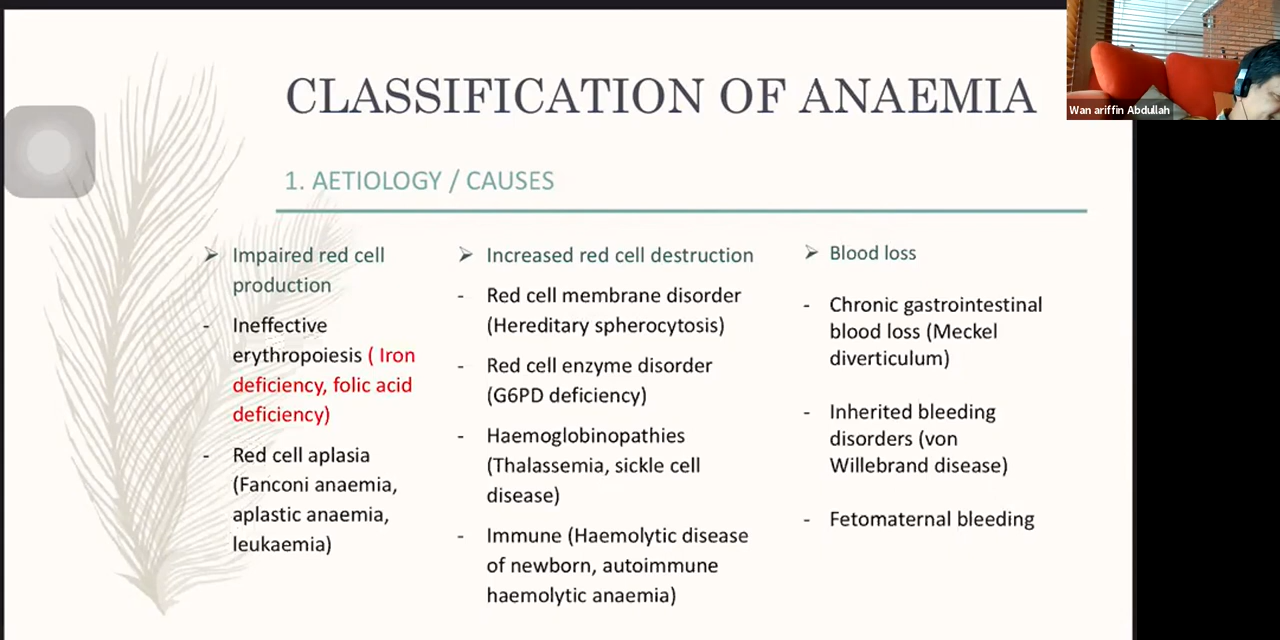 CLASSIFICATION OF ANAEMIA
Wan ariffin Abdullah
1. AETIOLOGY / CAUSES
➢ Impaired red cell
production
- Ineffective
erythropoiesis ( Iron
deficiency, folic acid
deficiency)
- Red cell aplasia
(Fanconi anaemia,
aplastic anaemia,
leukaemia)
➢ Increased red cell destruction
- Red cell membrane disorder
(Hereditary spherocytosis)
- Red cell enzyme disorder
(G6PD deficiency)
- Haemoglobinopathies
(Thalassemia, sickle cell
disease)
- Immune (Haemolytic disease
of newborn, autoimmune
haemolytic anaemia)
➢ Blood loss
- Chronic gastrointestinal
blood loss (Meckel
diverticulum)
- Inherited bleeding
disorders (von
Willebrand disease)
- Fetomaternal bleeding